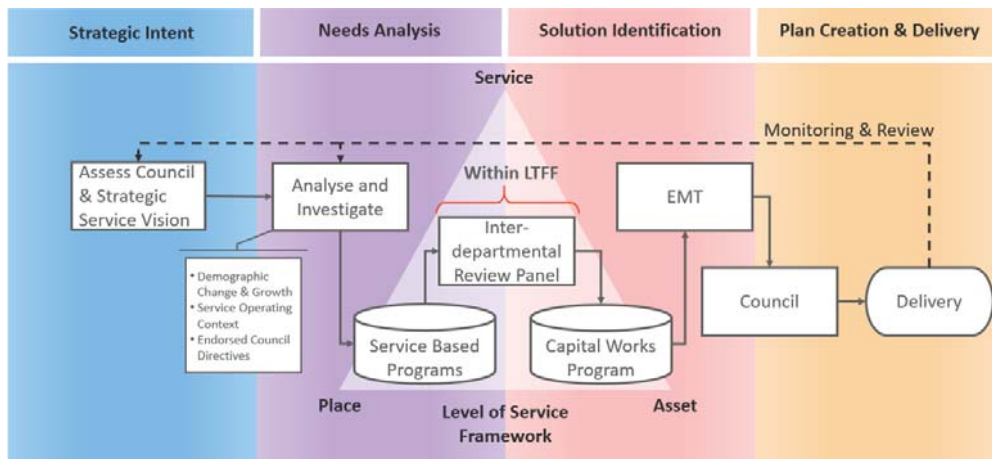 Strategic Intent
Needs Analysis
Solution Identification
Plan Creation & Delivery
Service
Monitoring & Review
Assess Council
& Strategic
Service Vision
Analyse and
Investigate
Within LTFF
EMT
Inter-
departmental
Review Panel
• Demographic
Change & Growth
• Service Operating
Context
• Endorsed Council
Directives
Council
Delivery
Service Based
Programs
Capital Works
Program
Place
Level of Service
Framework
Asset